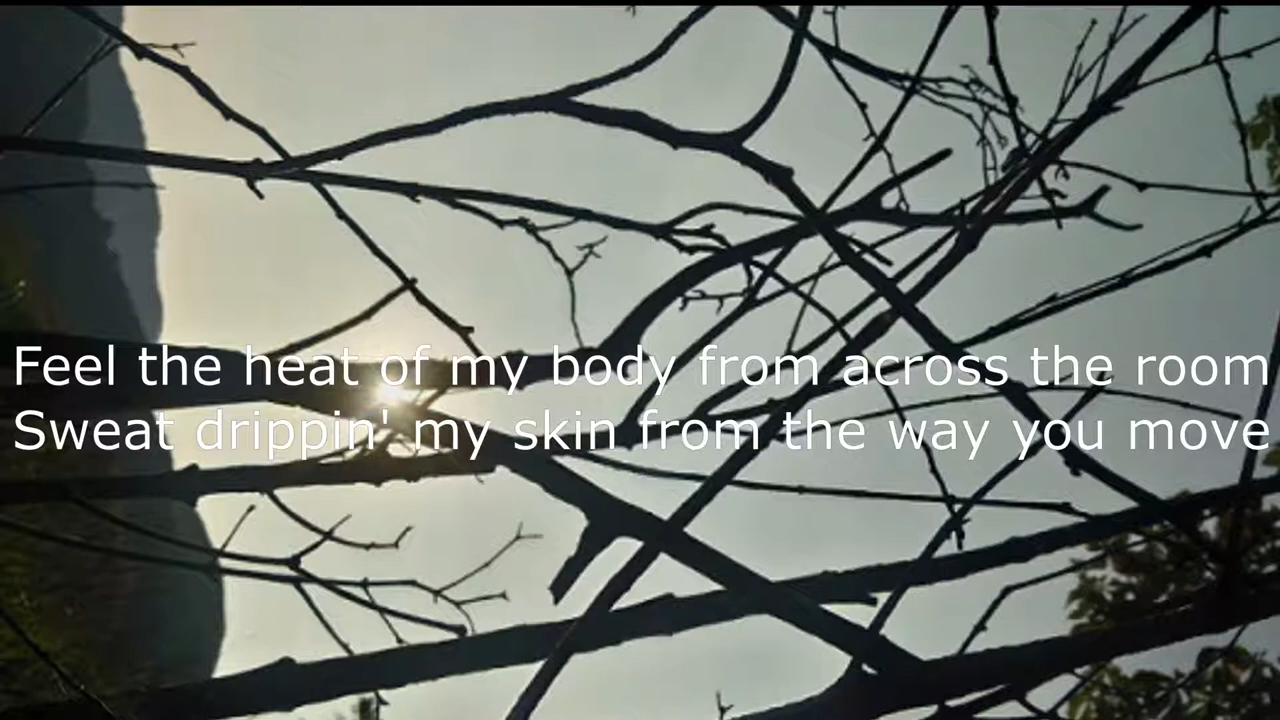 Feel the heat of my body from across the room
Sweat drippin' my skin from the way you move